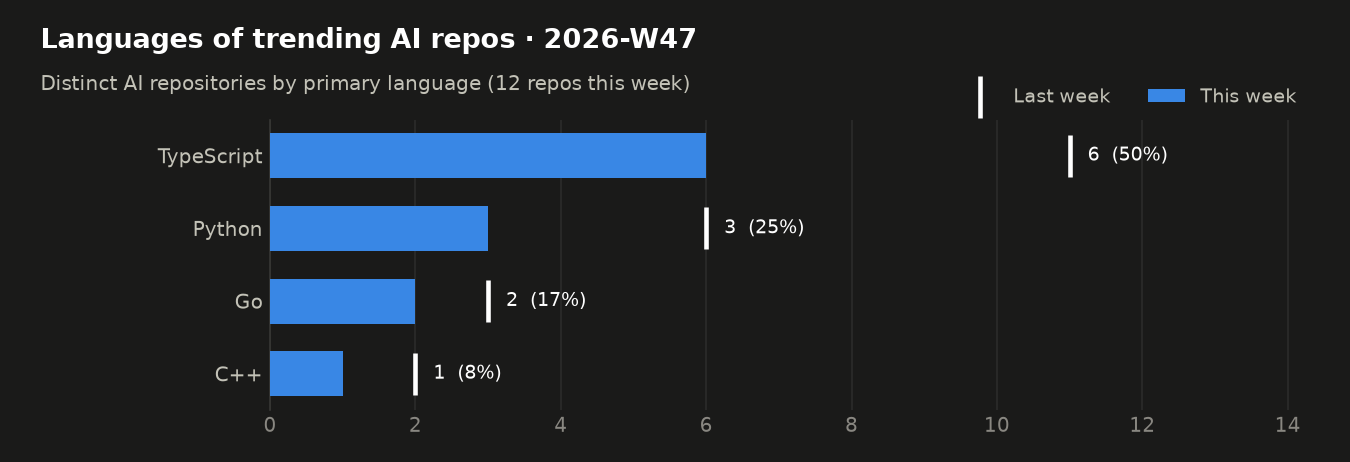 Languages of trending AI repos · 2026-W47
Distinct AI repositories by primary language (12 repos this week)
Last week
This week
TypeScript
6 (50%)
Python
3 (25%)
Go
2 (17%)
C++
1 (8%)
0 2 4 6 8 10 12 14